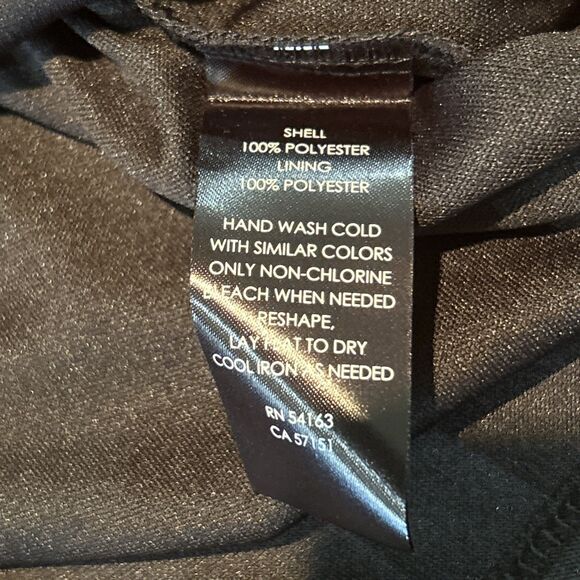 SHELL
100% POLYESTER
LINING
100% POLYESTER
HAND WASH COLD
WITH SIMILAR COLORS
ONLY NON-CHLORINE
BLEACH WHEN NEEDED
RESHAPE,
LAY FLAT TO DRY
COOL IRON AS NEEDED
RN 54163
CA 57151